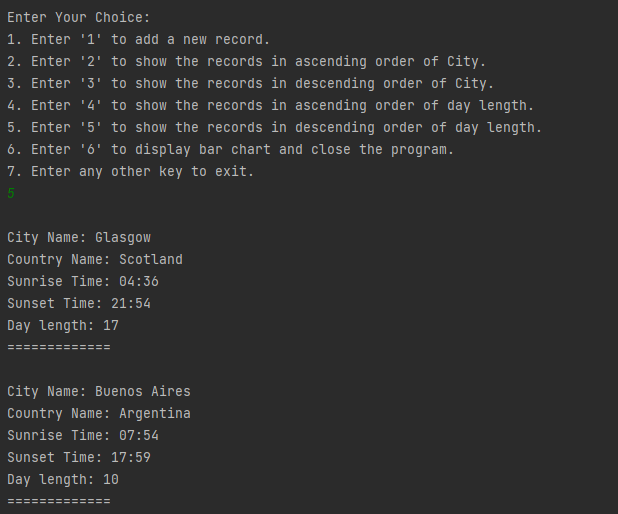 Enter Your Choice:
1. Enter '1' to add a new record.
2. Enter '2' to show the records in ascending order of City.
3. Enter '3' to show the records in descending order of City.
4. Enter '4' to show the records in ascending order of day length.
5. Enter '5' to show the records in descending order of day length.
6. Enter '6' to display bar chart and close the program.
7. Enter any other key to exit.
5
City Name: Glasgow
Country Name: Scotland
Sunrise Time: 04:36
Sunset Time: 21:54
Day length: 17
=============
City Name: Buenos Aires
Country Name: Argentina
Sunrise Time: 07:54
Sunset Time: 17:59
Day length: 10
=============